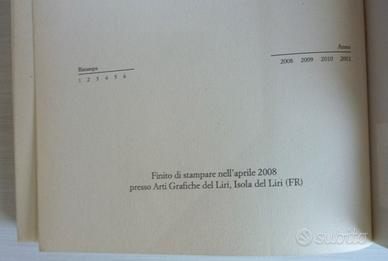 Ristampa
1 2 3 4 5 6
Anno
2008 2009 2010 2011
Finito di stampare nell'aprile 2008
presso Arti Grafiche del Liri, Isola del Liri (FR)
subito